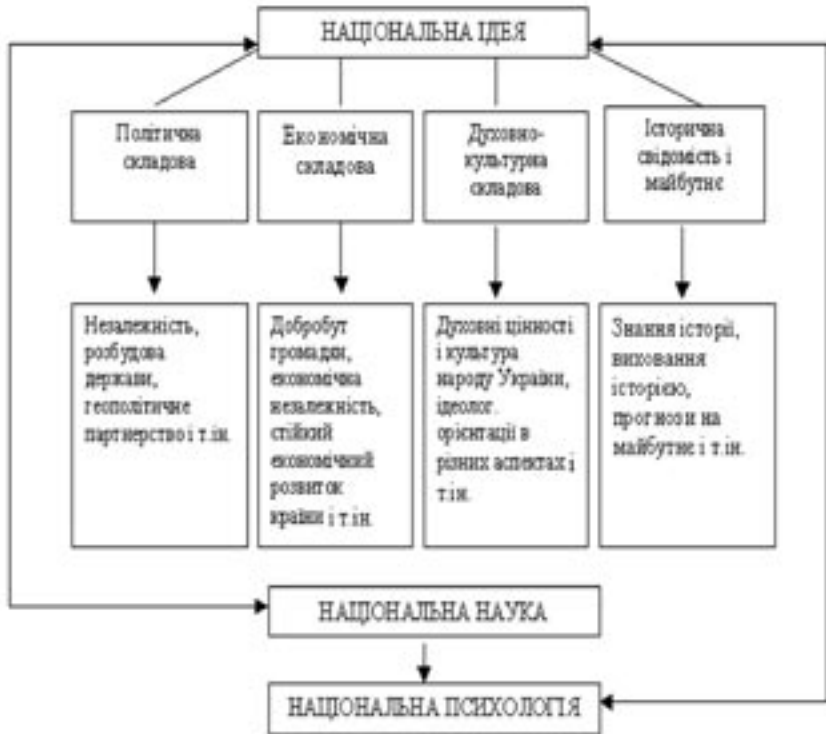 НАЦІОНАЛЬНА ІДЕЯ
Політична
складова
Економічна
складова
Духовно-
культурна
складова
Історична
свідомість і
майбутнє
Незалежність,
розбудова
держави,
геополітичне
партнерство і т.ін.
Добробут
громадян,
економічна
незалежність,
стійкий
економічний
розвиток
країни і т.ін.
Духовні цінності
і культура
народу України,
ідеолог.
орієнтації в
різних аспектах і
т.ін.
Знання історії,
виховання
історією,
прогнози на
майбутнє і т.ін.
НАЦІОНАЛЬНА НАУКА
НАЦІОНАЛЬНА ПСИХОЛОГІЯ